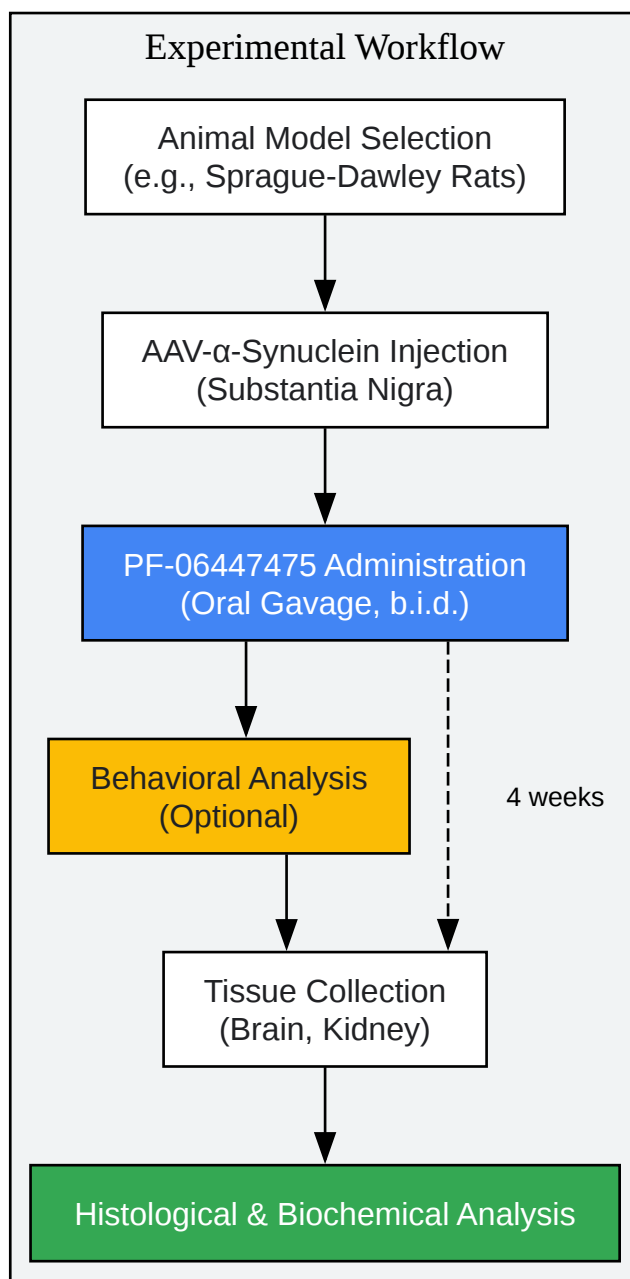 Experimental Workflow
Animal Model Selection
(e.g., Sprague-Dawley Rats)
AAV-α-Synuclein Injection
(Substantia Nigra)
PF-06447475 Administration
(Oral Gavage, b.i.d.)
Behavioral Analysis
(Optional)
4 weeks
Tissue Collection
(Brain, Kidney)
Histological & Biochemical Analysis